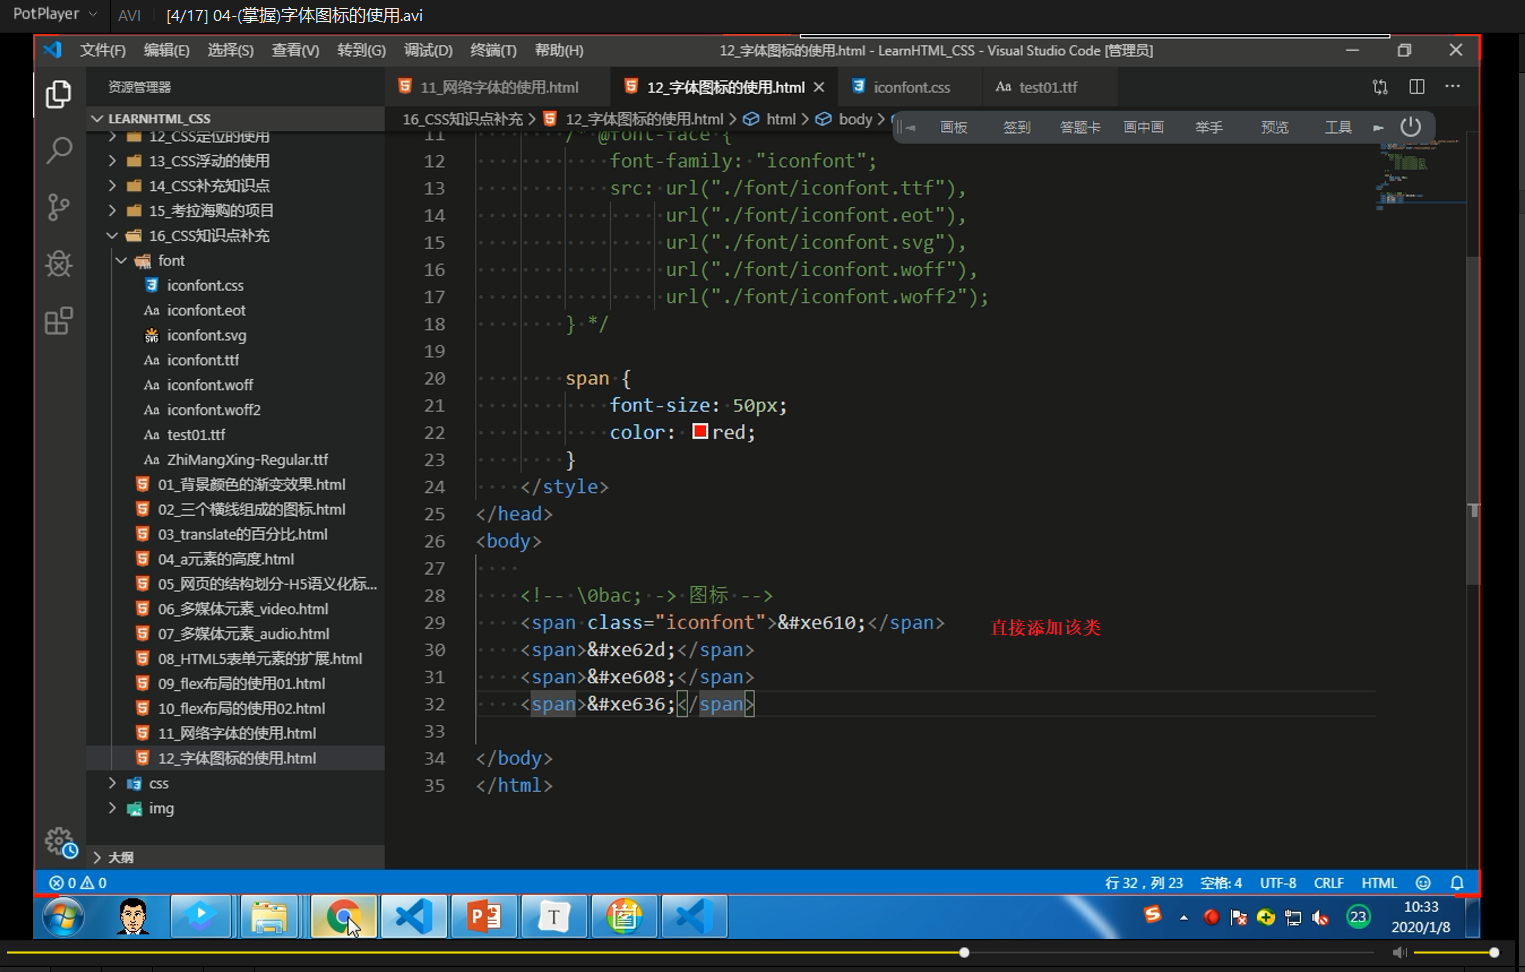 PotPlayer
AVI
[4/17] 04-(掌握)字体图标的使用.avi
文件(F) 编辑(E) 选择(S) 查看(V) 转到(G) 调试(D) 终端(T) 帮助(H)
12_字体图标的使用.html - LearnHTML_CSS - Visual Studio Code [管理员]
资源管理器
11_网络字体的使用.html
12_字体图标的使用.html
iconfont.css
Aa test01.ttf
LEARNHTML_CSS
16_CSS知识点补充 > 12_字体图标的使用.html > html > body >
画板 签到 答题卡 画中画 举手 预览 工具
12_CSS定位的使用
13_CSS浮动的使用
14_CSS补充知识点
15_考拉海购的项目
16_CSS知识点补充
font
iconfont.css
Aa iconfont.eot
iconfont.svg
Aa iconfont.ttf
Aa iconfont.woff
Aa iconfont.woff2
Aa test01.ttf
Aa ZhiMangXing-Regular.ttf
01_背景颜色的渐变效果.html
02_三个横线组成的图标.html
03_translate的百分比.html
04_a元素的高度.html
05_网页的结构划分-H5语义化标...
06_多媒体元素_video.html
07_多媒体元素_audio.html
08_HTML5表单元素的扩展.html
09_flex布局的使用01.html
10_flex布局的使用02.html
11_网络字体的使用.html
12_字体图标的使用.html
css
img
大纲
11 /* @font-face {
12 font-family: "iconfont";
13 src: url("./font/iconfont.ttf"),
14 url("./font/iconfont.eot"),
15 url("./font/iconfont.svg"),
16 url("./font/iconfont.woff"),
17 url("./font/iconfont.woff2");
18 } */
19
20 span {
21 font-size: 50px;
22 color: red;
23 }
24 </style>
25 </head>
26 <body>
27
28 <!-- \0bac; -> 图标 -->
29 <span class="iconfont">&#xe610;</span>
直接添加该类
30 <span>&#xe62d;</span>
31 <span>&#xe608;</span>
32 <span>&#xe636;</span>
33
34 </body>
35 </html>
0 0
行 32，列 23 空格: 4 UTF-8 CRLF HTML
T
23
10:33
2020/1/8